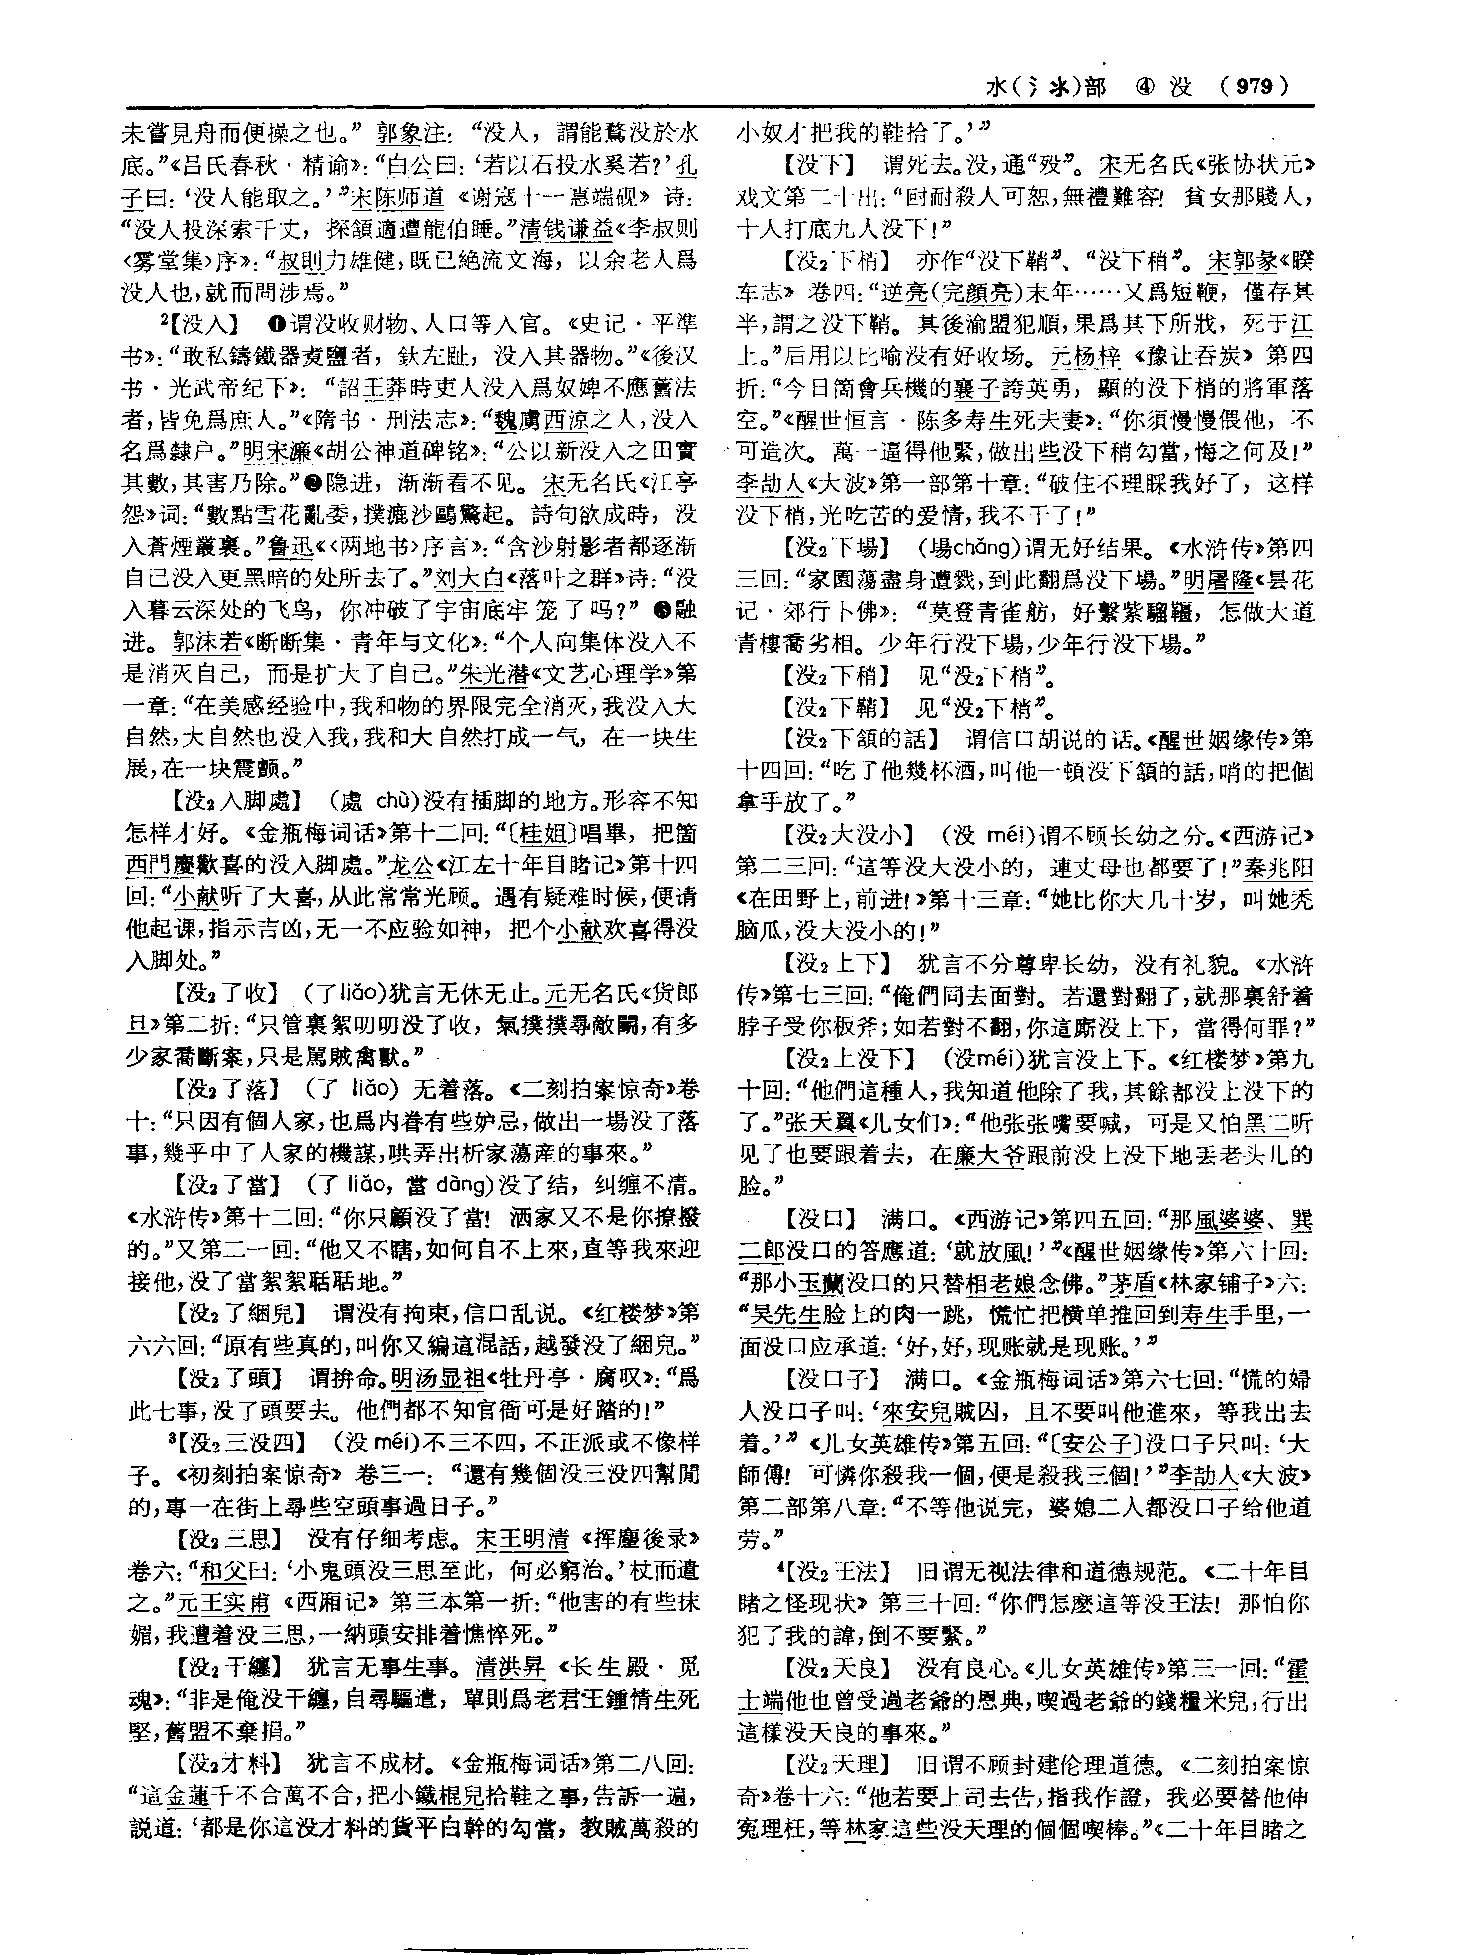 水(氵氺)部 ④ 没 (979)
未嘗見舟而便操之也。”郭象注：“没人，謂能鶩没於水
底。”《吕氏春秋·精谕》：“白公曰：‘若以石投水奚若？’孔
子曰：‘没人能取之。’”宋陈师道《谢寇十一惠端砚》诗：
“没人投深索千丈，探頷適遭龍伯睡。”清钱谦益《李叔则
〈雾堂集〉序》：“叔則力雄健，既已絶流文海，以余老人爲
没人也，就而問涉焉。”
²【没入】 ❶谓没收财物、人口等入官。《史记·平準
书》：“敢私鑄鐵器煑鹽者，釱左趾，没入其器物。”《後汉
书·光武帝纪下》：“詔王莽時吏人没入爲奴婢不應舊法
者，皆免爲庶人。”《隋书·刑法志》：“魏虜西涼之人，没入
名爲隸户。”明宋濂《胡公神道碑铭》：“公以新没入之田實
其數，其害乃除。”❷隐进，渐渐看不见。宋无名氏《江亭
怨》词：“數點雪花亂委，撲漉沙鷗驚起。詩句欲成時，没
入蒼煙叢裏。”鲁迅《〈两地书〉序言》：“含沙射影者都逐渐
自己没入更黑暗的处所去了。”刘大白《落叶之群》诗：“没
入暮云深处的飞鸟，你冲破了宇宙底牢笼了吗？”❸融
进。郭沫若《断断集·青年与文化》：“个人向集体没入不
是消灭自己，而是扩大了自己。”朱光潜《文艺心理学》第
一章：“在美感经验中，我和物的界限完全消灭，我没入大
自然，大自然也没入我，我和大自然打成一气，在一块生
展，在一块震颤。”
【没₂入脚處】 （處 chù)没有插脚的地方。形容不知
怎样才好。《金瓶梅词话》第十二回：“〔桂姐〕唱畢，把箇
西門慶歡喜的没入脚處。”龙公《江左十年目睹记》第十四
回：“小献听了大喜，从此常常光顾。遇有疑难时候，便请
他起课，指示吉凶，无一不应验如神，把个小献欢喜得没
入脚处。”
【没₂了收】 （了liǎo)犹言无休无止。元无名氏《货郎
旦》第二折：“只管裏絮叨叨没了收，氣撲撲尋敵鬭，有多
少家喬斷案，只是罵賊禽獸。”
【没₂了落】 （了 liǎo) 无着落。《二刻拍案惊奇》卷
十：“只因有個人家，也爲内眷有些妒忌，做出一場没了落
事，幾乎中了人家的機謀，哄弄出析家蕩産的事來。”
【没₂了當】 （了 liǎo，當 dàng)没了结，纠缠不清。
《水浒传》第十二回：“你只顧没了當！洒家又不是你撩撥
的。”又第二一回：“他又不瞎，如何自不上來，直等我來迎
接他，没了當絮絮聒聒地。”
【没₂了綑兒】 谓没有拘束，信口乱说。《红楼梦》第
六六回：“原有些真的，叫你又編這混話，越發没了綑兒。”
【没₂了頭】 谓拚命。明汤显祖《牡丹亭·腐叹》：“爲
此七事，没了頭要去。他們都不知官衙可是好踏的！”
³【没₂三没四】 （没 méi)不三不四，不正派或不像样
子。《初刻拍案惊奇》卷三一：“還有幾個没三没四幫閒
的，專一在街上尋些空頭事過日子。”
【没₂三思】 没有仔细考虑。宋王明清《挥麈後录》
卷六：“和父曰：‘小鬼頭没三思至此，何必窮治。’杖而遣
之。”元王实甫《西厢记》第三本第一折：“他害的有些抹
媚，我遭着没三思，一納頭安排着憔悴死。”
【没₂干纏】 犹言无事生事。清洪昇《长生殿·觅
魂》：“非是俺没干纏，自尋驅遣，單則爲老君王鍾情生死
堅，舊盟不棄捐。”
【没₂才料】 犹言不成材。《金瓶梅词话》第二八回：
“這金蓮千不合萬不合，把小鐵棍兒拾鞋之事，告訴一遍，
説道：‘都是你這没才料的貨平白幹的勾當，教賊萬殺的
小奴才把我的鞋拾了。’”
【没下】 谓死去。没，通“殁”。宋无名氏《张协状元》
戏文第二十出：“叵耐殺人可恕，無禮難容！貧女那賤人，
十人打底九人没下！”
【没₂下梢】 亦作“没下鞘”、“没下稍”。宋郭彖《睽
车志》卷四：“逆亮(完顔亮)末年……又爲短鞭，僅存其
半，謂之没下鞘。其後渝盟犯順，果爲其下所戕，死于江
上。”后用以比喻没有好收场。元杨梓《豫让吞炭》第四
折：“今日箇會兵機的襄子誇英勇，顯的没下梢的將軍落
空。”《醒世恒言·陈多寿生死夫妻》：“你須慢慢偎他，不
可造次。萬一逼得他緊，做出些没下稍勾當，悔之何及！”
李劼人《大波》第一部第十章：“破住不理睬我好了，这样
没下梢，光吃苦的爱情，我不干了！”
【没₂下場】 （場chǎng)谓无好结果。《水浒传》第四
三回：“家園蕩盡身遭戮，到此翻爲没下場。”明屠隆《昙花
记·郊行卜佛》：“莫登青雀舫，好繫紫騮韁，怎做大道
青樓喬劣相。少年行没下場，少年行没下場。”
【没₂下稍】 见“没₂下梢”。
【没₂下鞘】 见“没₂下梢”。
【没₂下頷的話】 谓信口胡说的话。《醒世姻缘传》第
十四回：“吃了他幾杯酒，叫他一頓没下頷的話，哨的把個
拿手放了。”
【没₂大没小】 （没 méi)谓不顾长幼之分。《西游记》
第二三回：“這等没大没小的，連丈母也都要了！”秦兆阳
《在田野上，前进！》第十三章：“她比你大几十岁，叫她秃
脑瓜，没大没小的！”
【没₂上下】 犹言不分尊卑长幼，没有礼貌。《水浒
传》第七三回：“俺們同去面對。若還對翻了，就那裏舒着
脖子受你板斧；如若對不翻，你這廝没上下，當得何罪？”
【没₂上没下】 （没méi)犹言没上下。《红楼梦》第九
十回：“他們這種人，我知道他除了我，其餘都没上没下的
了。”张天翼《儿女们》：“他张张嘴要喊，可是又怕黑二听
见了也要跟着去，在廉大爷跟前没上没下地丢老头儿的
脸。”
【没口】 满口。《西游记》第四五回：“那風婆婆、巽
二郎没口的答應道：‘就放風！’”《醒世姻缘传》第六十回：
“那小玉蘭没口的只替相老娘念佛。”茅盾《林家铺子》六：
“吴先生脸上的肉一跳，慌忙把横单推回到寿生手里，一
面没口应承道：‘好，好，现账就是现账。’”
【没口子】 满口。《金瓶梅词话》第六七回：“慌的婦
人没口子叫：‘來安兒賊囚，且不要叫他進來，等我出去
着。’”《儿女英雄传》第五回：“〔安公子〕没口子只叫：‘大
師傅！可憐你殺我一個，便是殺我三個！’”李劼人《大波》
第二部第八章：“不等他说完，婆媳二人都没口子给他道
劳。”
⁴【没₂王法】 旧谓无视法律和道德规范。《二十年目
睹之怪现状》第三十回：“你們怎麽這等没王法！那怕你
犯了我的諱，倒不要緊。”
【没₂天良】 没有良心。《儿女英雄传》第三一回：“霍
士端他也曾受過老爺的恩典，喫過老爺的錢糧米兒，行出
這樣没天良的事來。”
【没₂天理】 旧谓不顾封建伦理道德。《二刻拍案惊
奇》卷十六：“他若要上司去告，指我作證，我必要替他伸
冤理枉，等林家這些没天理的個個喫棒。”《二十年目睹之